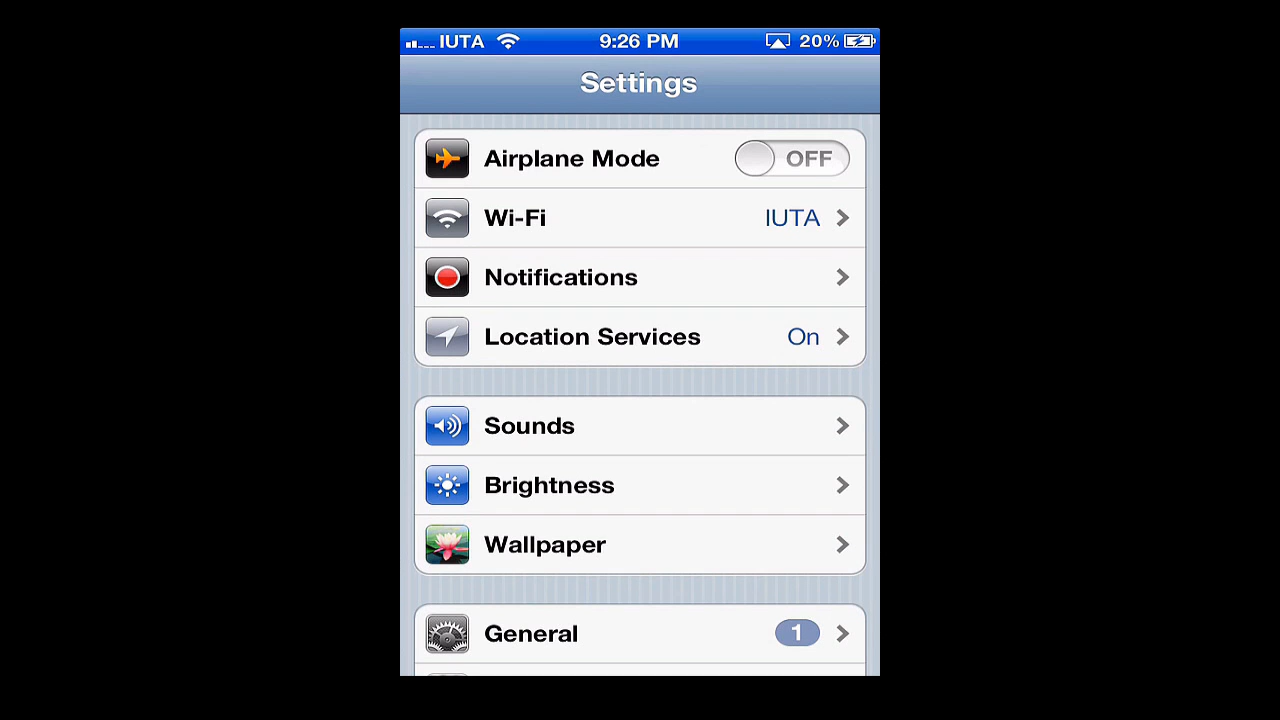 IUTA 9:26 PM 20%
Settings
Airplane Mode OFF
Wi-Fi IUTA
Notifications
Location Services On
Sounds
Brightness
Wallpaper
General 1